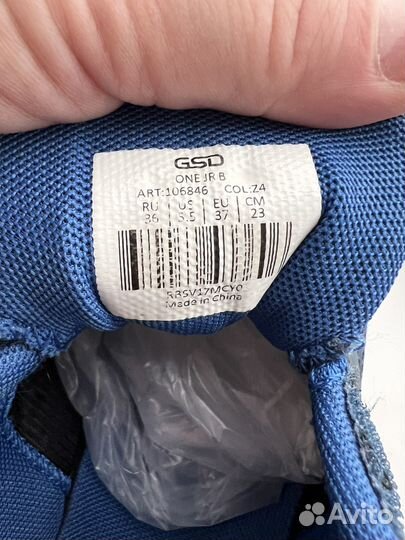 GSD
ONE JR B
ART:106846 COL:Z4
RU US EU CM
36 5.5 37 23
RRSV17MCY0
Made in China
Avito